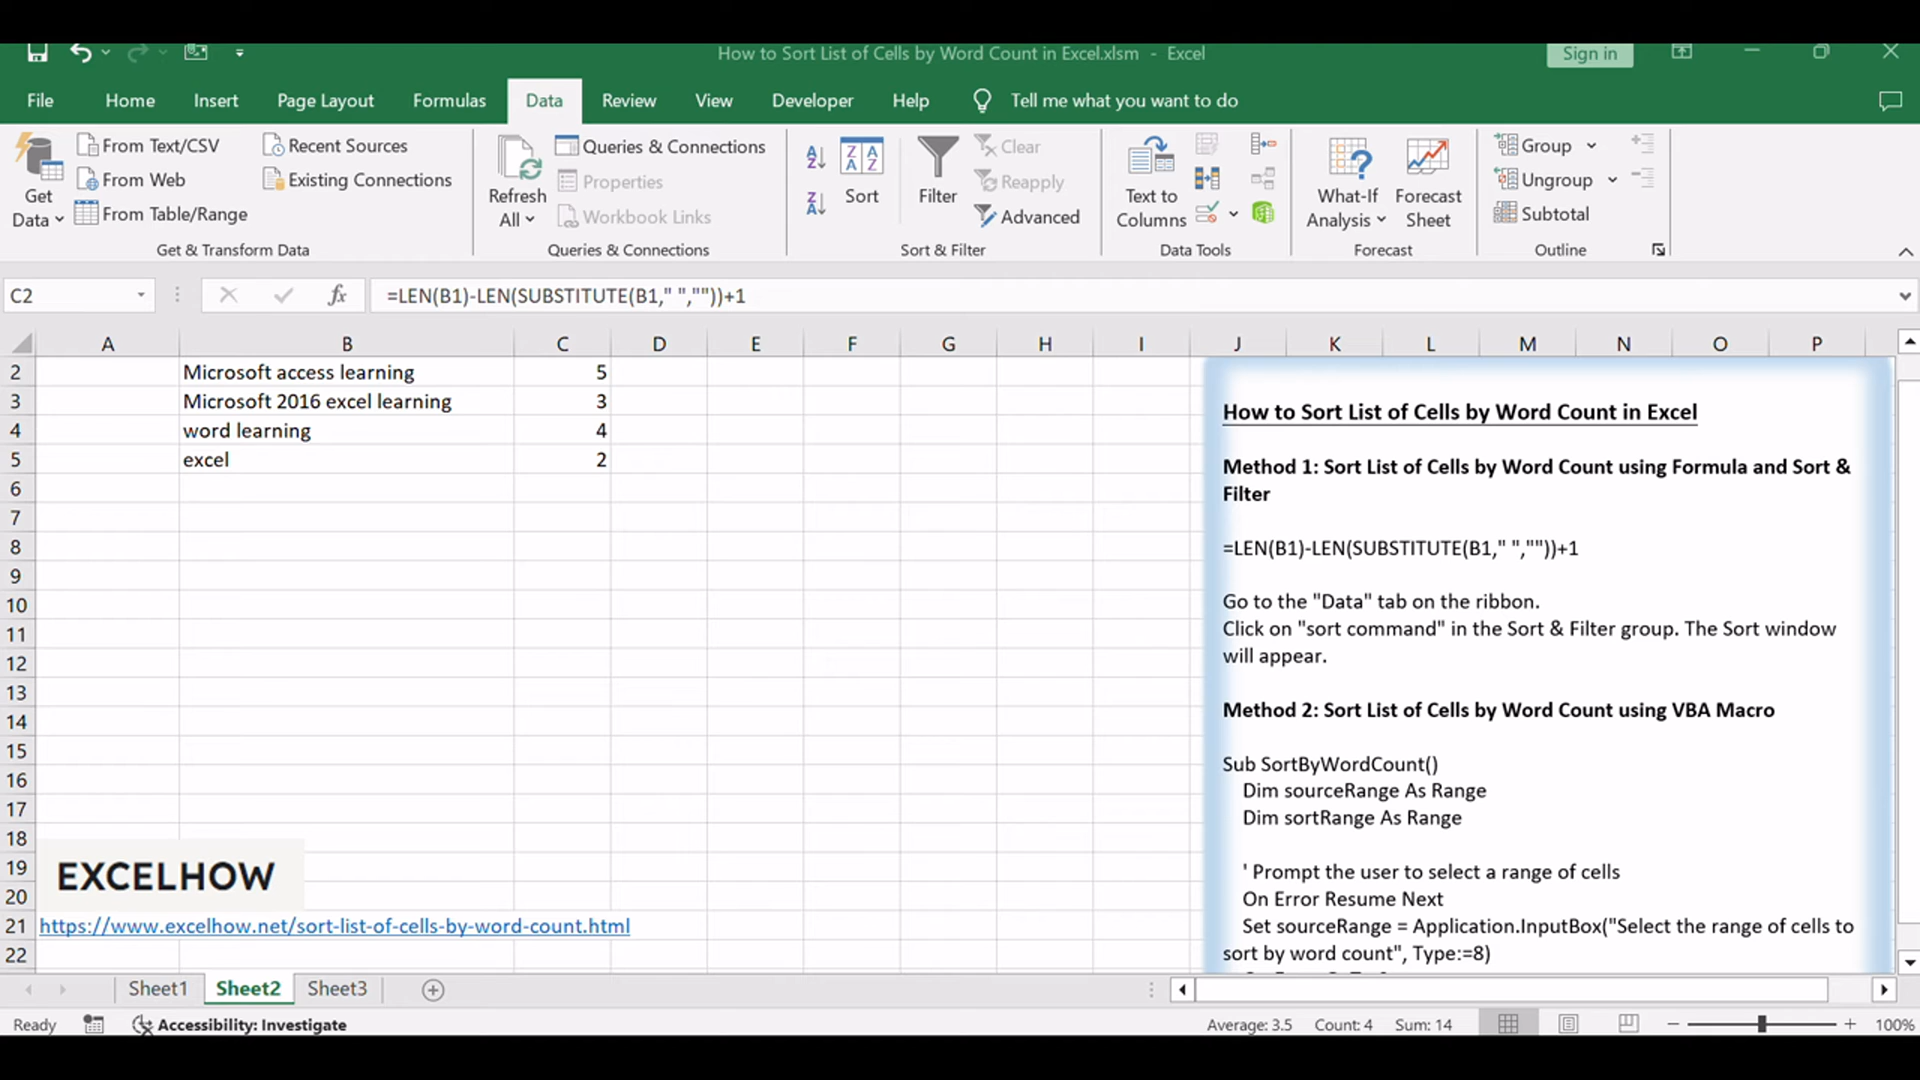 How to Sort List of Cells by Word Count in Excel.xlsm - Excel
Sign in
File Home Insert Page Layout Formulas Data Review View Developer Help Tell me what you want to do
Get Data
From Text/CSV
From Web
From Table/Range
Recent Sources
Existing Connections
Get & Transform Data
Refresh All
Queries & Connections
Properties
Workbook Links
Queries & Connections
Sort
Filter
Clear
Reapply
Advanced
Sort & Filter
Text to Columns
Data Tools
What-If Analysis
Forecast Sheet
Forecast
Group
Ungroup
Subtotal
Outline
C2 fx =LEN(B1)-LEN(SUBSTITUTE(B1," ",""))+1
A B C D E F G H I J K L M N O P
2 Microsoft access learning 5
3 Microsoft 2016 excel learning 3
4 word learning 4
5 excel 2
6
7
8
9
10
11
12
13
14
15
16
17
18
19
20
21
22
EXCELHOW
https://www.excelhow.net/sort-list-of-cells-by-word-count.html
How to Sort List of Cells by Word Count in Excel
Method 1: Sort List of Cells by Word Count using Formula and Sort &
Filter
=LEN(B1)-LEN(SUBSTITUTE(B1," ",""))+1
Go to the "Data" tab on the ribbon.
Click on "sort command" in the Sort & Filter group. The Sort window
will appear.
Method 2: Sort List of Cells by Word Count using VBA Macro
Sub SortByWordCount()
Dim sourceRange As Range
Dim sortRange As Range
' Prompt the user to select a range of cells
On Error Resume Next
Set sourceRange = Application.InputBox("Select the range of cells to
sort by word count", Type:=8)
Sheet1 Sheet2 Sheet3
Ready Accessibility: Investigate Average: 3.5 Count: 4 Sum: 14 100%